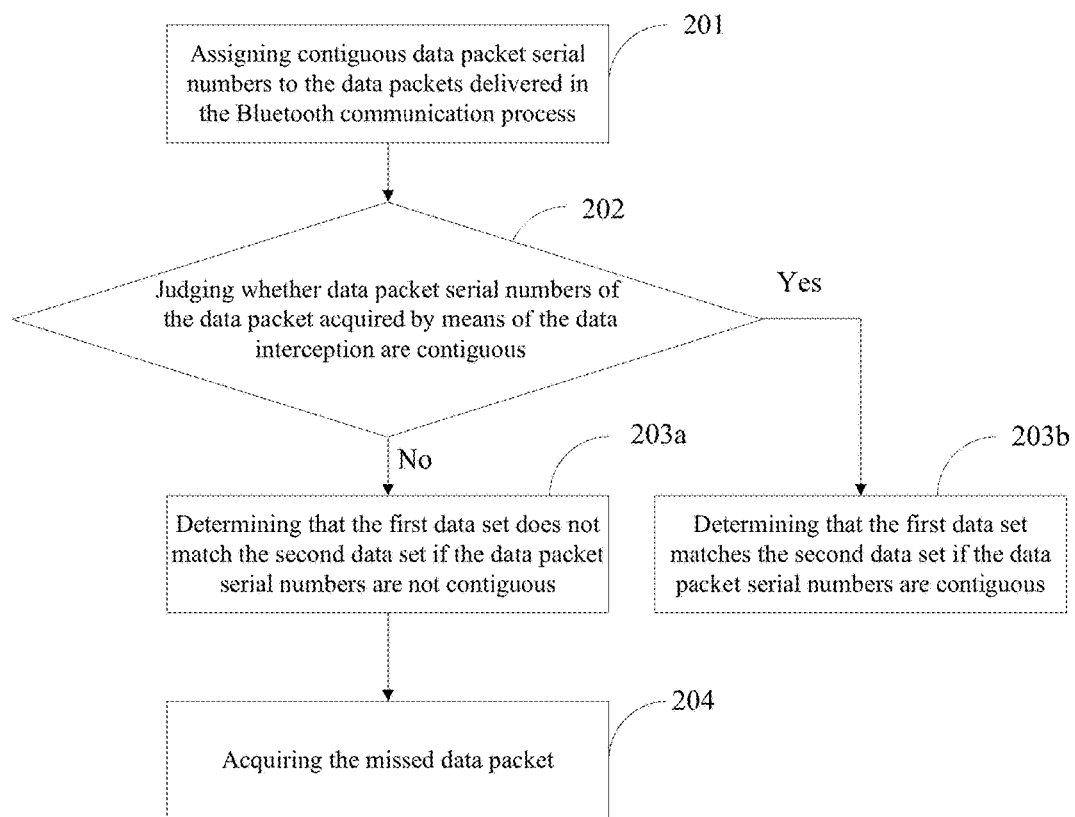 201
Assigning contiguous data packet serial
numbers to the data packets delivered in
the Bluetooth communication process
202
Judging whether data packet serial numbers of
the data packet acquired by means of the data
interception are contiguous
Yes
No
203a
Determining that the first data set does not
match the second data set if the data packet
serial numbers are not contiguous
203b
Determining that the first data set
matches the second data set if the data
packet serial numbers are contiguous
204
Acquiring the missed data packet